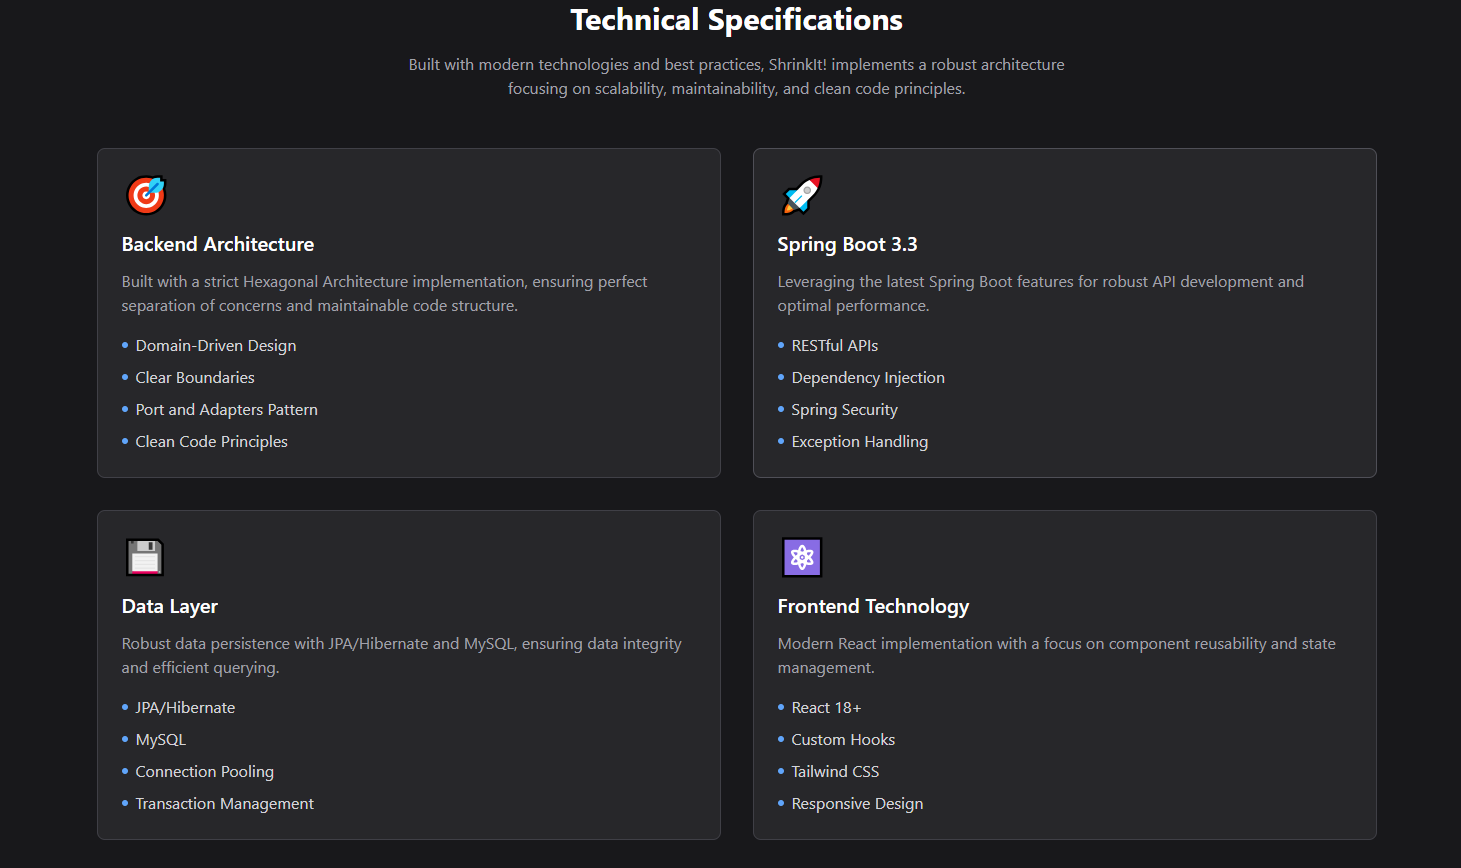 Technical Specifications
Built with modern technologies and best practices, ShrinkIt! implements a robust architecture
focusing on scalability, maintainability, and clean code principles.
Backend Architecture
Built with a strict Hexagonal Architecture implementation, ensuring perfect
separation of concerns and maintainable code structure.
• Domain-Driven Design
• Clear Boundaries
• Port and Adapters Pattern
• Clean Code Principles
Spring Boot 3.3
Leveraging the latest Spring Boot features for robust API development and
optimal performance.
• RESTful APIs
• Dependency Injection
• Spring Security
• Exception Handling
Data Layer
Robust data persistence with JPA/Hibernate and MySQL, ensuring data integrity
and efficient querying.
• JPA/Hibernate
• MySQL
• Connection Pooling
• Transaction Management
Frontend Technology
Modern React implementation with a focus on component reusability and state
management.
• React 18+
• Custom Hooks
• Tailwind CSS
• Responsive Design